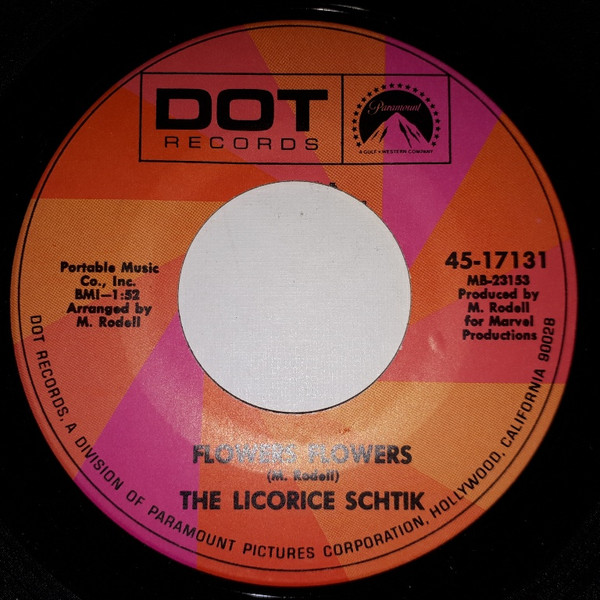 DOT
RECORDS
Paramount
A GULF + WESTERN COMPANY
Portable Music
Co., Inc.
BMI—1:52
Arranged by
M. Rodell
45-17131
MB-23153
Produced by
M. Rodell
for Marvel
Productions
FLOWERS FLOWERS
(M. Rodell)
THE LICORICE SCHTIK
DOT RECORDS, A DIVISION OF PARAMOUNT PICTURES CORPORATION, HOLLYWOOD, CALIFORNIA 90028